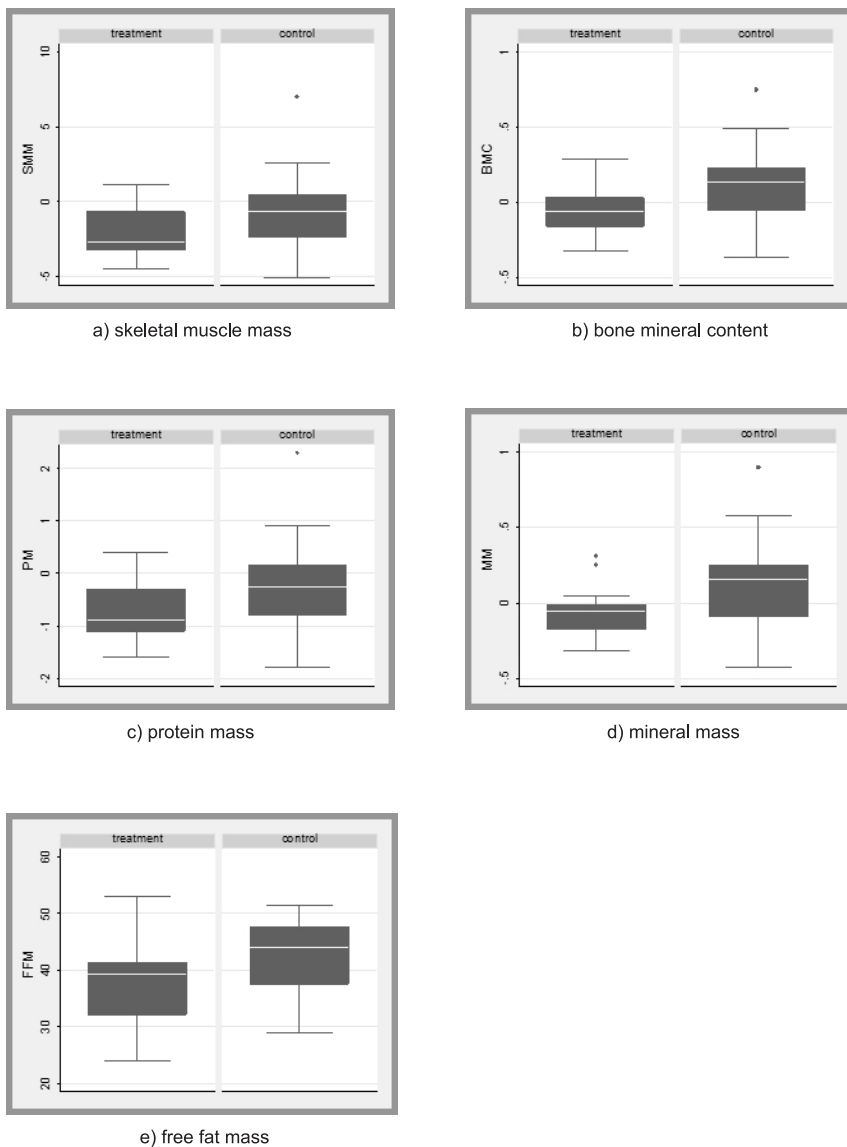 treatment control
10
5
0
-5
SMM
a) skeletal muscle mass
treatment control
1
.5
0
-.5
BMC
b) bone mineral content
treatment control
2
1
0
-1
-2
PM
c) protein mass
treatment control
1
.5
0
-.5
MM
d) mineral mass
treatment control
60
50
40
30
20
FFM
e) free fat mass